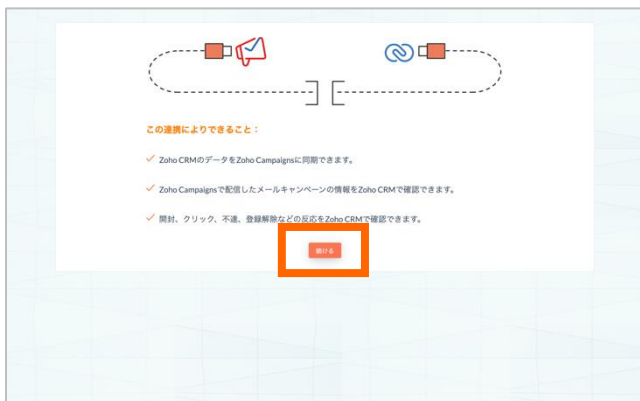 この連携によりできること：
Zoho CRMのデータをZoho Campaignsに同期できます。
Zoho Campaignsで配信したメールキャンペーンの情報をZoho CRMで確認できます。
開封、クリック、不達、登録解除などの反応をZoho CRMで確認できます。
続ける